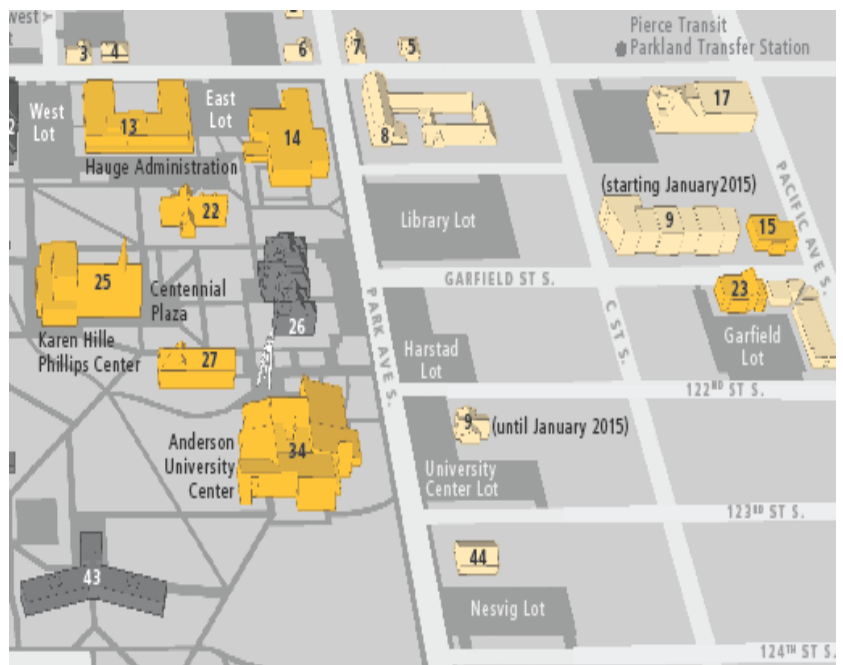 3
4
6
7
5
Pierce Transit
Parkland Transfer Station
West
Lot
13
East
Lot
14
8
17
Hauge Administration
PACIFIC AVE S.
(starting January2015)
22
Library Lot
9
15
25
Centennial
Plaza
GARFIELD ST S.
23
PARK AVE S.
C ST S.
26
Karen Hille
Phillips Center
27
Harstad
Lot
Garfield
Lot
122ND ST S.
Anderson
University
Center
34
9
(until January 2015)
University
Center Lot
123RD ST S.
43
44
Nesvig Lot
124TH ST S.